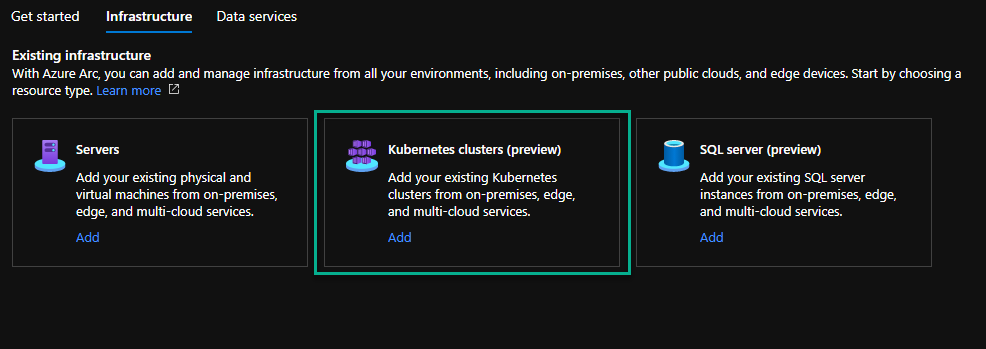 Get started Infrastructure Data services
Existing infrastructure
With Azure Arc, you can add and manage infrastructure from all your environments, including on-premises, other public clouds, and edge devices. Start by choosing a
resource type. Learn more
Servers
Add your existing physical and
virtual machines from on-premises,
edge, and multi-cloud services.
Add
Kubernetes clusters (preview)
Add your existing Kubernetes
clusters from on-premises, edge,
and multi-cloud services.
Add
SQL server (preview)
Add your existing SQL server
instances from on-premises, edge,
and multi-cloud services.
Add